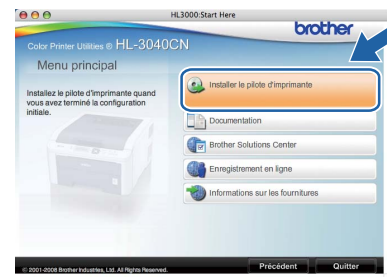 HL3000:Start Here
brother
Color Printer Utilities ® HL-3040CN
Menu principal
Installez le pilote d'imprimante quand
vous avez terminé la configuration
initiale.
Installer le pilote d'imprimante
Documentation
Brother Solutions Center
Enregistrement en ligne
Informations sur les fournitures
© 2001-2008 Brother Industries, Ltd. All Rights Reserved.
Précédent
Quitter